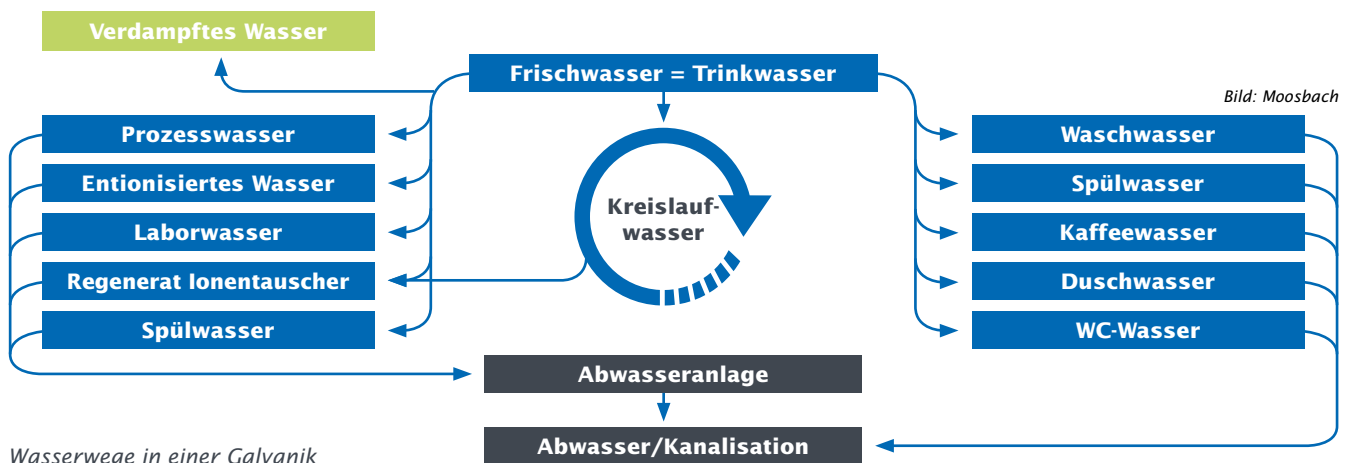 Verdampftes Wasser
Frischwasser = Trinkwasser
Bild: Moosbach
Prozesswasser
Entionisiertes Wasser
Laborwasser
Regenerat Ionentauscher
Spülwasser
Kreislauf-
wasser
Waschwasser
Spülwasser
Kaffeewasser
Duschwasser
WC-Wasser
Abwasseranlage
Abwasser/Kanalisation
Wasserwege in einer Galvanik